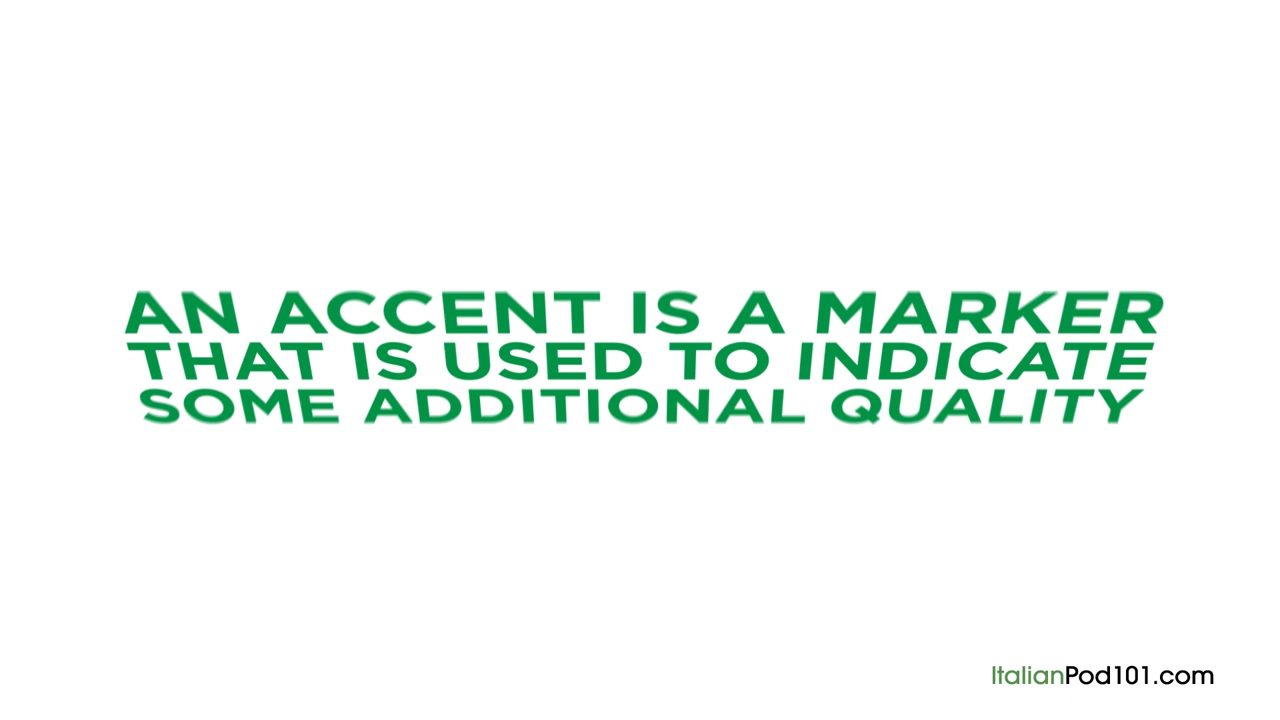 AN ACCENT IS A MARKER
THAT IS USED TO INDICATE
SOME ADDITIONAL QUALITY
ItalianPod101.com